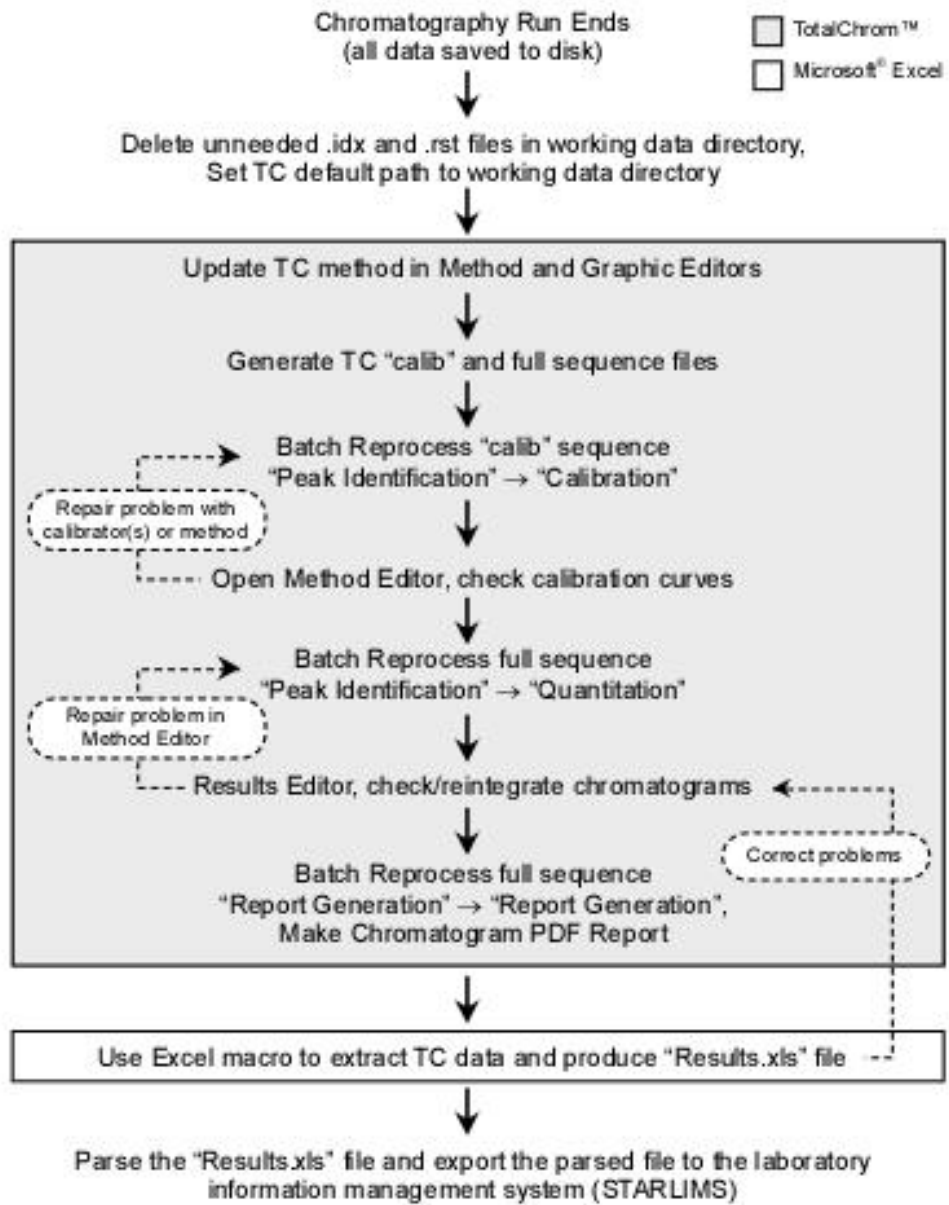 Chromatography Run Ends
(all data saved to disk)
TotalChrom™
Microsoft® Excel
Delete unneeded .idx and .rst files in working data directory,
Set TC default path to working data directory
Update TC method in Method and Graphic Editors
Generate TC “calib” and full sequence files
Batch Reprocess “calib” sequence
“Peak Identification” → “Calibration”
Repair problem with
calibrator(s) or method
Open Method Editor, check calibration curves
Batch Reprocess full sequence
“Peak Identification” → “Quantitation”
Repair problem in
Method Editor
Results Editor, check/reintegrate chromatograms
Correct problems
Batch Reprocess full sequence
“Report Generation” → “Report Generation”,
Make Chromatogram PDF Report
Use Excel macro to extract TC data and produce “Results.xls” file
Parse the “Results.xls” file and export the parsed file to the laboratory
information management system (STARLIMS)